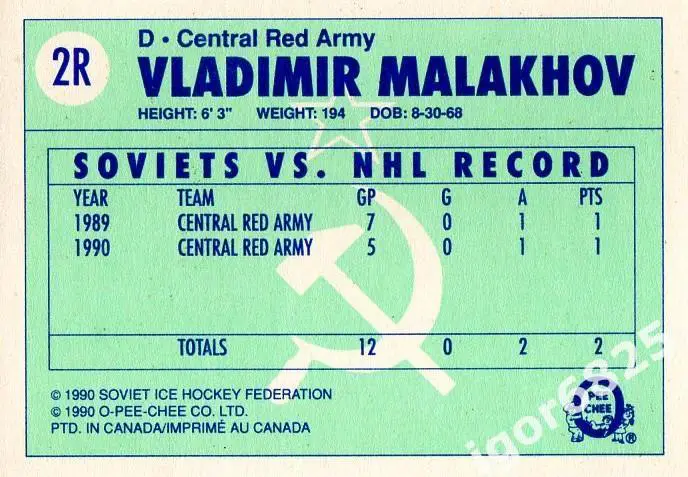 2R
D • Central Red Army
VLADIMIR MALAKHOV
HEIGHT: 6' 3" WEIGHT: 194 DOB: 8-30-68
SOVIETS VS. NHL RECORD
YEAR TEAM GP G A PTS
1989 CENTRAL RED ARMY 7 0 1 1
1990 CENTRAL RED ARMY 5 0 1 1
TOTALS 12 0 2 2
© 1990 SOVIET ICE HOCKEY FEDERATION
© 1990 O-PEE-CHEE CO. LTD.
PTD. IN CANADA/IMPRIMÉ AU CANADA
O PEE CHEE ®
igor6825